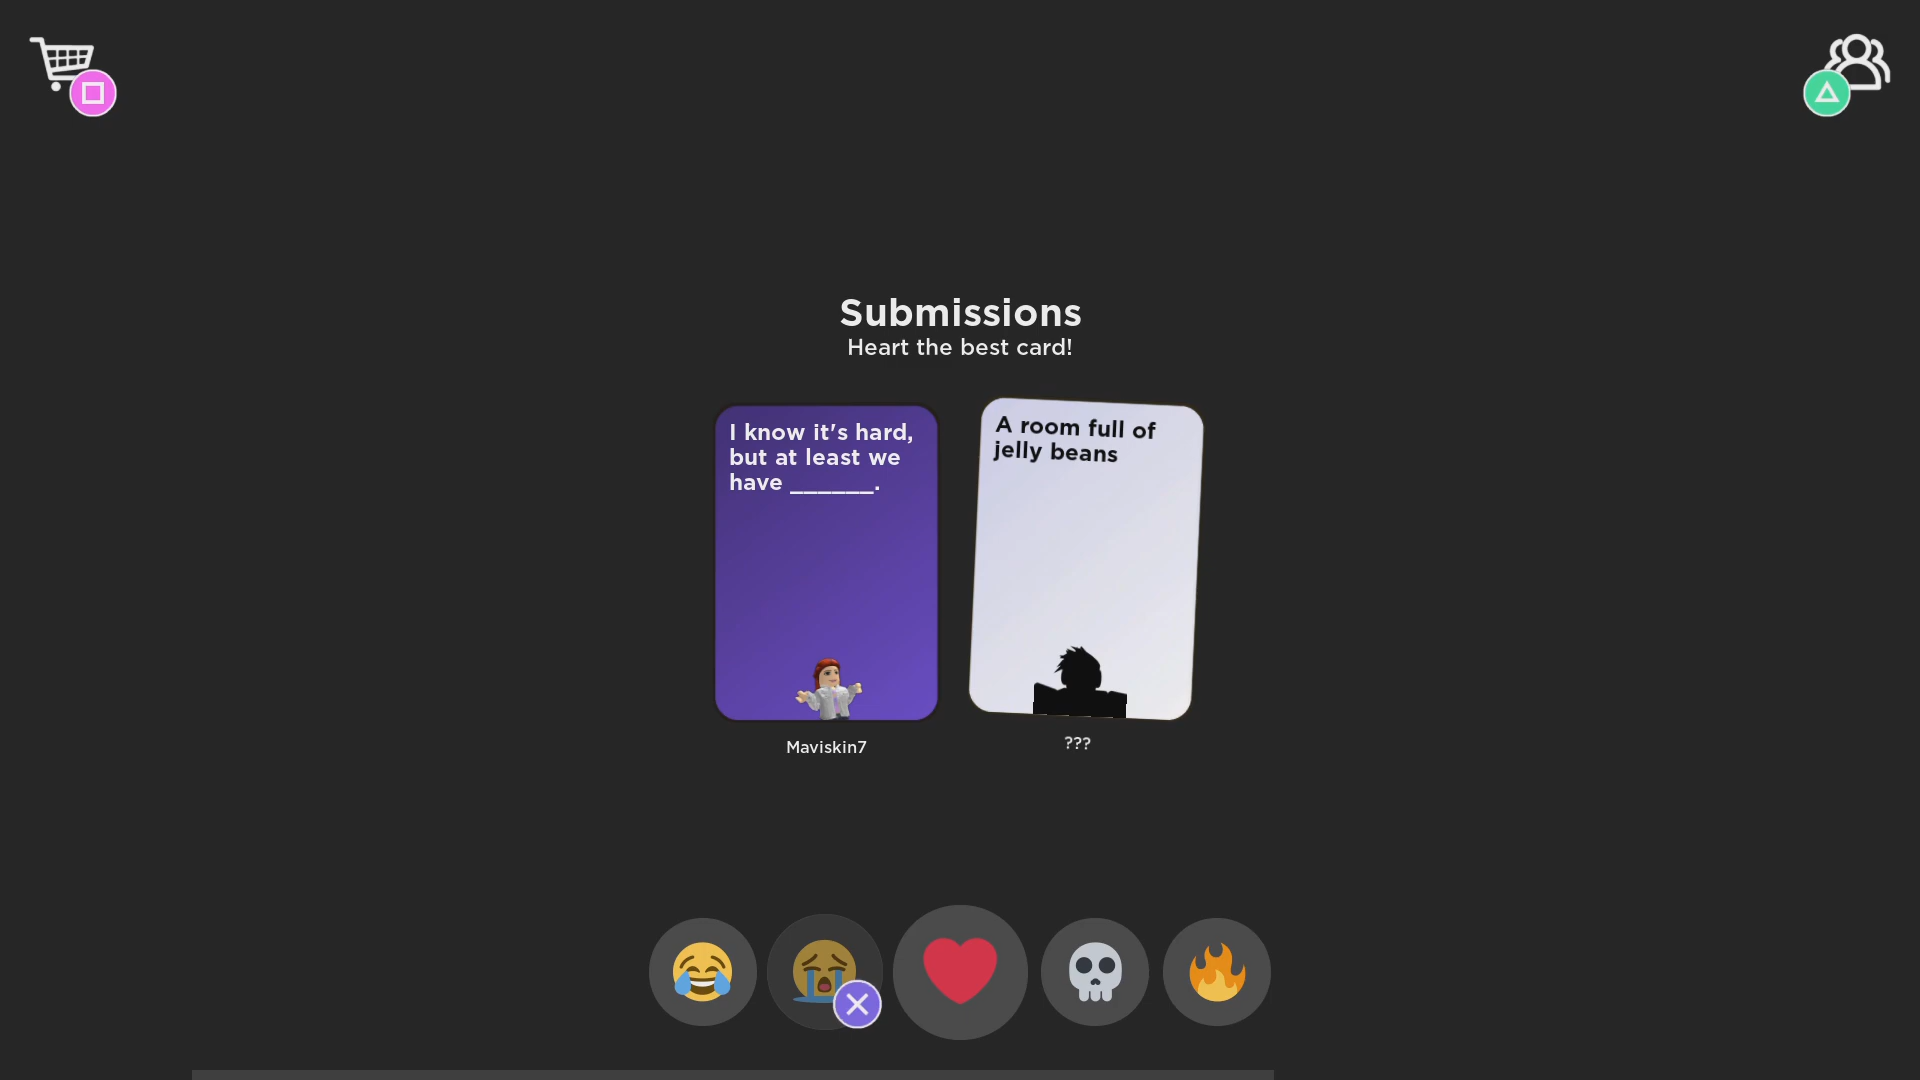 Submissions
Heart the best card!
I know it's hard,
but at least we
have ______.
Maviskin7
A room full of
jelly beans
???